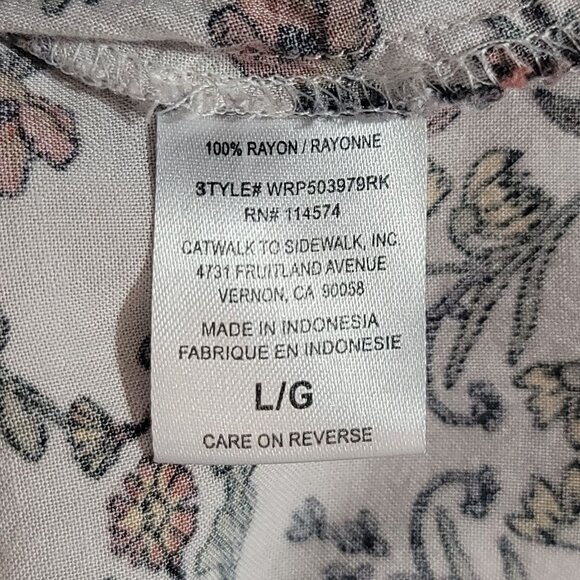 100% RAYON / RAYONNE
STYLE# WRP503979RK
RN# 114574
CATWALK TO SIDEWALK, INC
4731 FRUITLAND AVENUE
VERNON, CA 90058
MADE IN INDONESIA
FABRIQUE EN INDONESIE
L/G
CARE ON REVERSE